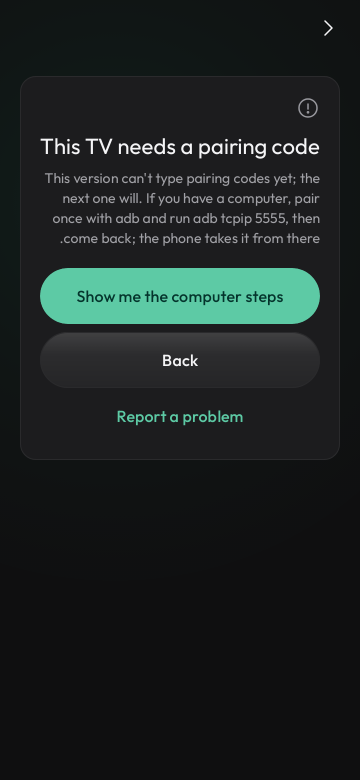 This TV needs a pairing code
This version can't type pairing codes yet; the
next one will. If you have a computer, pair
once with adb and run adb tcpip 5555, then
come back; the phone takes it from there.
Show me the computer steps
Back
Report a problem